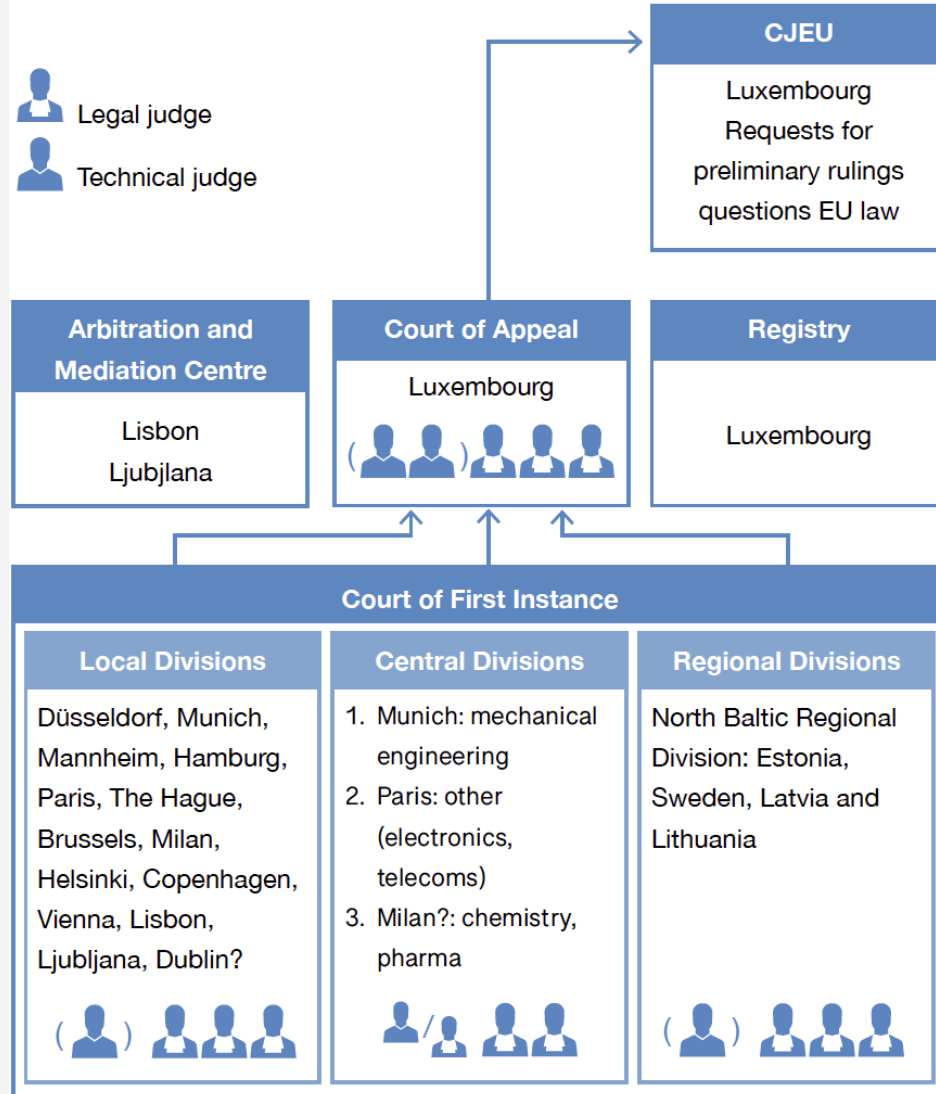 CJEU
Luxembourg
Requests for
preliminary rulings
questions EU law
Legal judge
Technical judge
Arbitration and
Mediation Centre
Lisbon
Ljubjlana
Court of Appeal
Luxembourg
(
)
Registry
Luxembourg
Court of First Instance
Local Divisions
Düsseldorf, Munich,
Mannheim, Hamburg,
Paris, The Hague,
Brussels, Milan,
Helsinki, Copenhagen,
Vienna, Lisbon,
Ljubljana, Dublin?
( )
Central Divisions
1. Munich: mechanical
engineering
2. Paris: other
(electronics,
telecoms)
3. Milan?: chemistry,
pharma
/
Regional Divisions
North Baltic Regional
Division: Estonia,
Sweden, Latvia and
Lithuania
( )